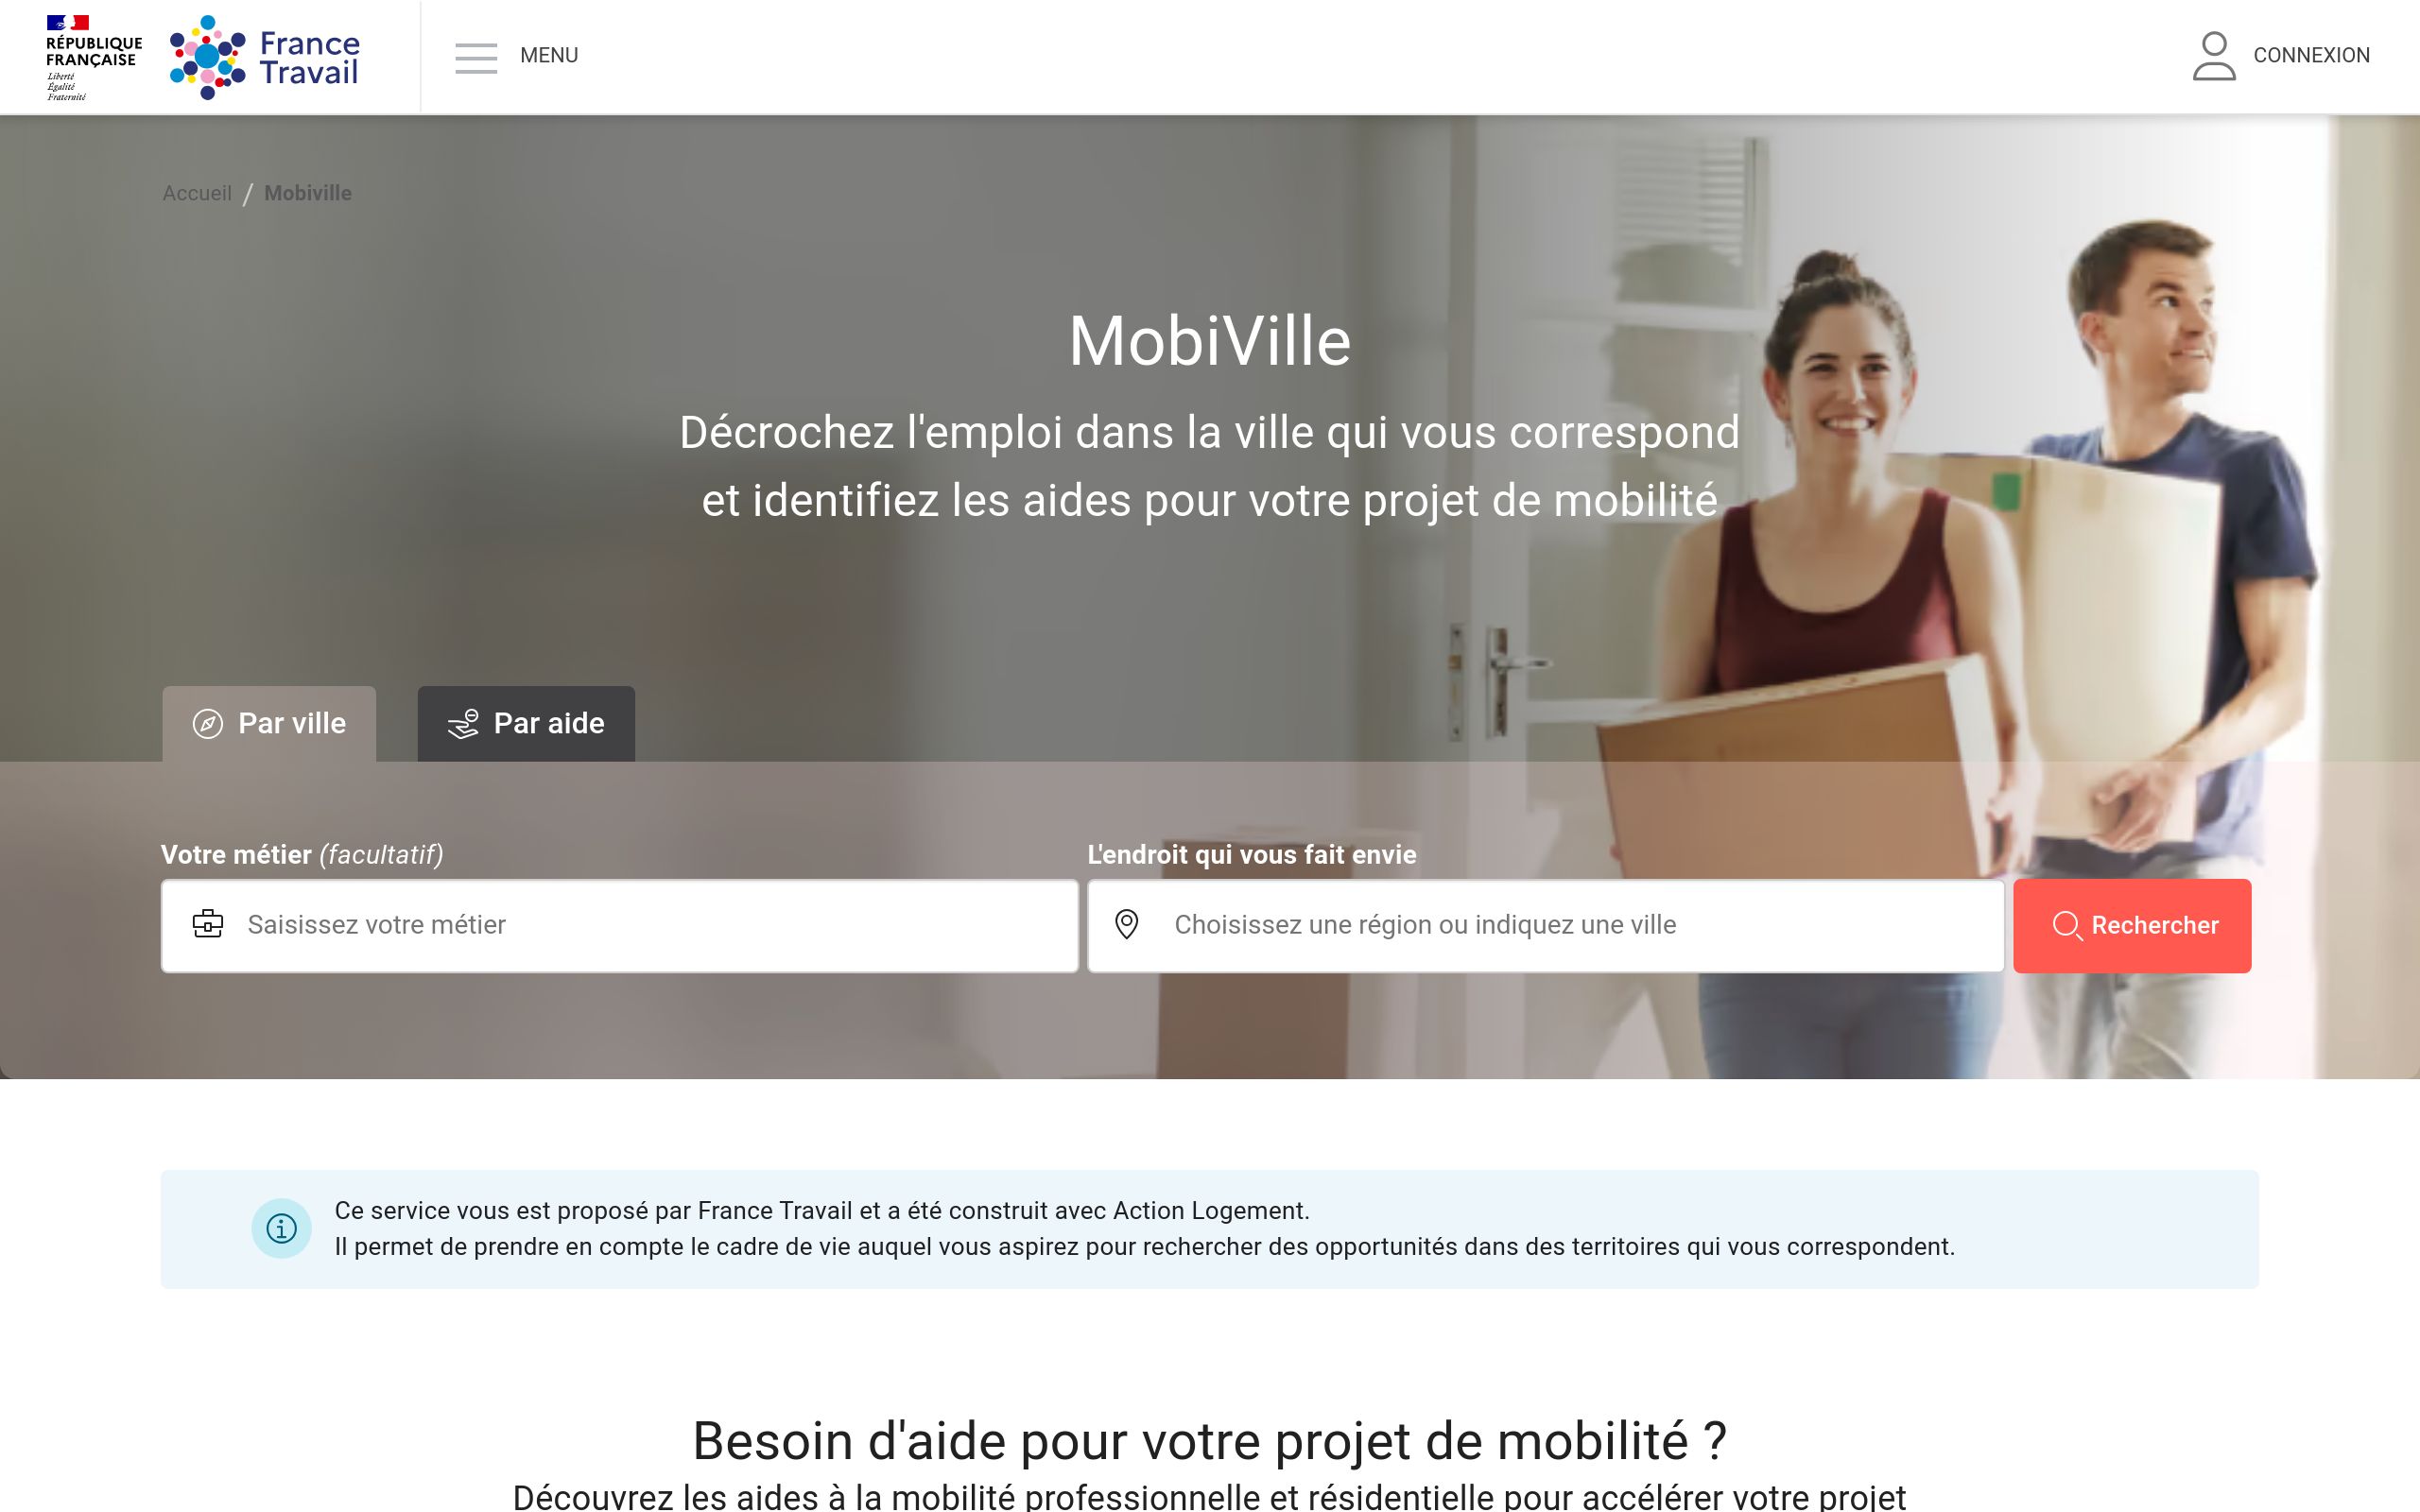 RÉPUBLIQUE
FRANÇAISE
Liberté
Égalité
Fraternité
France
Travail
MENU
CONNEXION
Accueil / Mobiville
MobiVille
Décrochez l'emploi dans la ville qui vous correspond
et identifiez les aides pour votre projet de mobilité
Par ville
Par aide
Votre métier (facultatif)
L'endroit qui vous fait envie
Saisissez votre métier
Choisissez une région ou indiquez une ville
Rechercher
Ce service vous est proposé par France Travail et a été construit avec Action Logement.
Il permet de prendre en compte le cadre de vie auquel vous aspirez pour rechercher des opportunités dans des territoires qui vous correspondent.
Besoin d'aide pour votre projet de mobilité ?
Découvrez les aides à la mobilité professionnelle et résidentielle pour accélérer votre projet